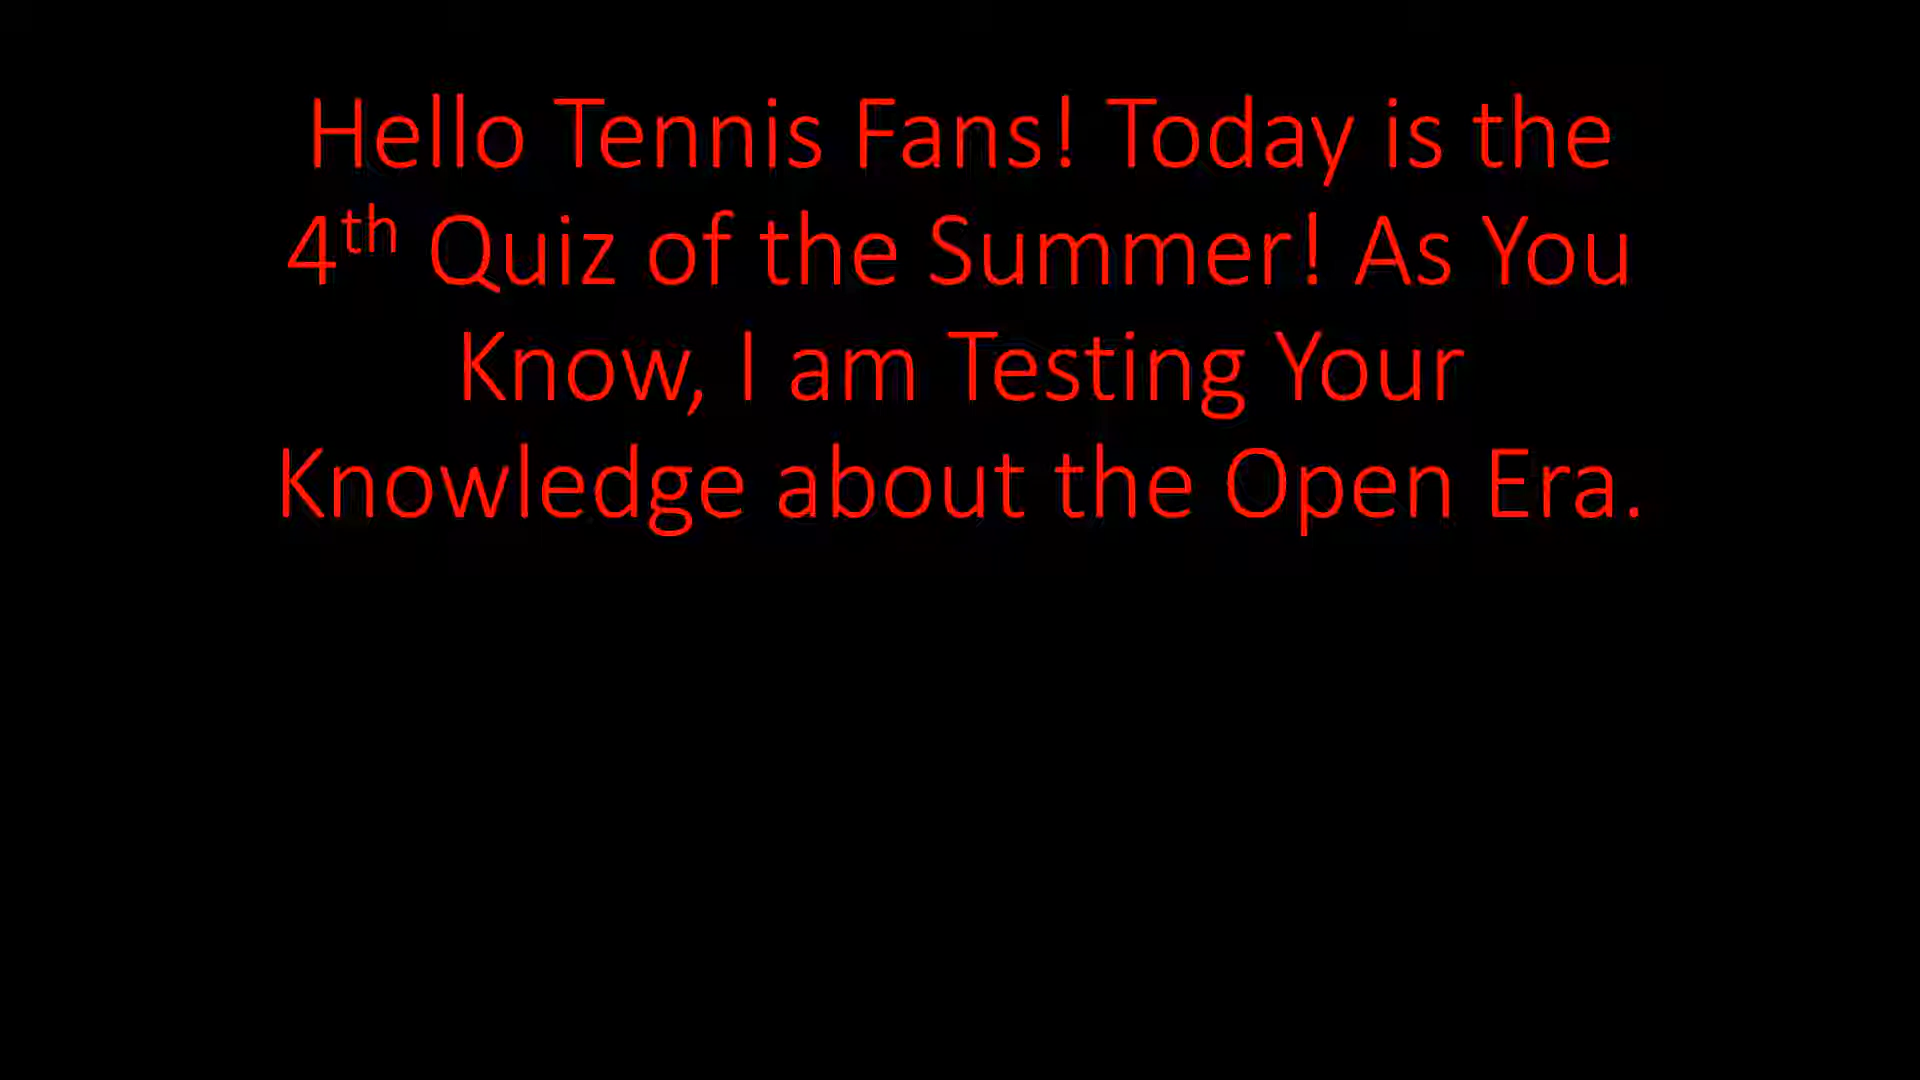 Hello Tennis Fans! Today is the
4th Quiz of the Summer! As You
Know, I am Testing Your
Knowledge about the Open Era.